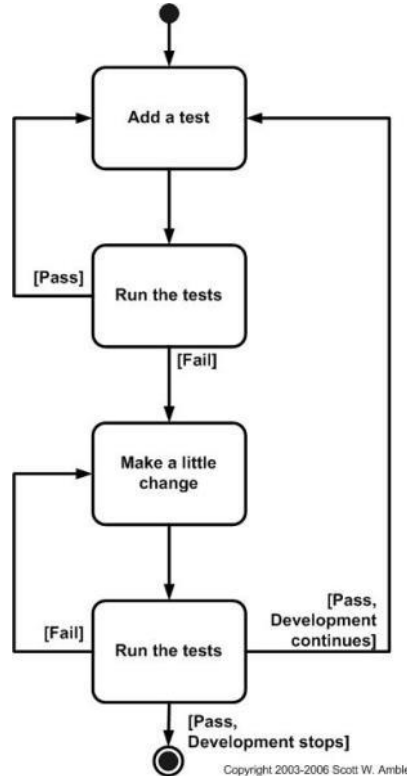 Add a test
[Pass]
Run the tests
[Fail]
Make a little
change
[Fail]
Run the tests
[Pass,
Development
continues]
[Pass,
Development stops]
Copyright 2003-2006 Scott W.